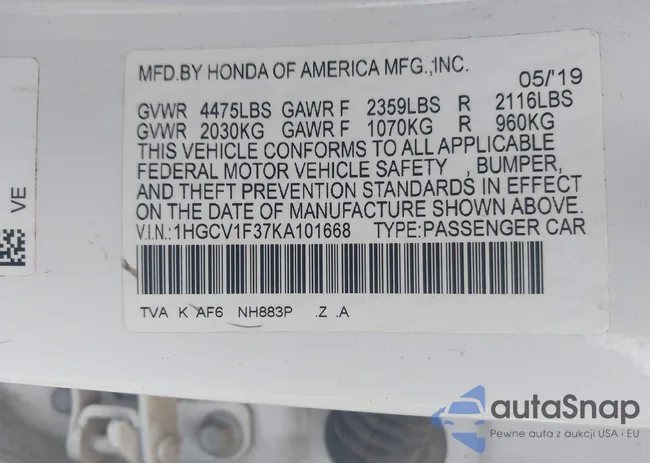 MFD.BY HONDA OF AMERICA MFG.,INC.
05/'19
GVWR 4475LBS GAWR F 2359LBS R 2116LBS
GVWR 2030KG GAWR F 1070KG R 960KG
THIS VEHICLE CONFORMS TO ALL APPLICABLE
FEDERAL MOTOR VEHICLE SAFETY , BUMPER,
AND THEFT PREVENTION STANDARDS IN EFFECT
ON THE DATE OF MANUFACTURE SHOWN ABOVE.
V.I.N.:1HGCV1F37KA101668 TYPE:PASSENGER CAR
TVA K AF6 NH883P .Z .A
VE
autoSnap
Pewne auta z aukcji USA i EU